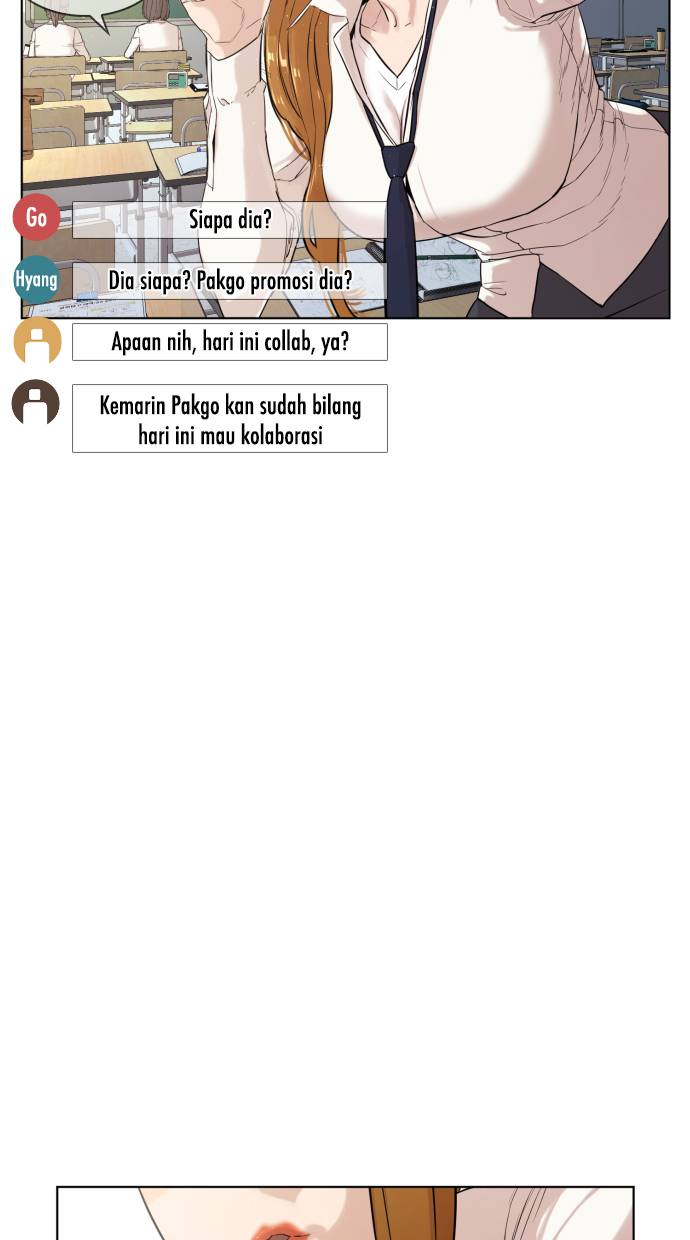 Go
Siapa dia?
Hyang
Dia siapa? Pakgo promosi dia?
Apaan nih, hari ini collab, ya?
Kemarin Pakgo kan sudah bilang
hari ini mau kolaborasi